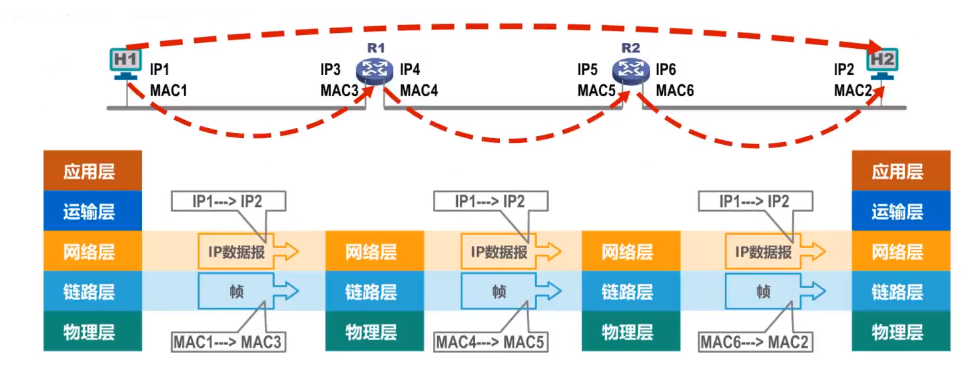 R1
R2
H1
H2
IP1
IP3
IP4
IP5
IP6
IP2
MAC1
MAC3
MAC4
MAC5
MAC6
MAC2
应用层
应用层
运输层
IP1---> IP2
IP1---> IP2
IP1---> IP2
运输层
网络层
IP数据报
网络层
IP数据报
网络层
IP数据报
网络层
链路层
帧
链路层
帧
链路层
帧
链路层
物理层
MAC1---> MAC3
物理层
MAC4---> MAC5
物理层
MAC6---> MAC2
物理层